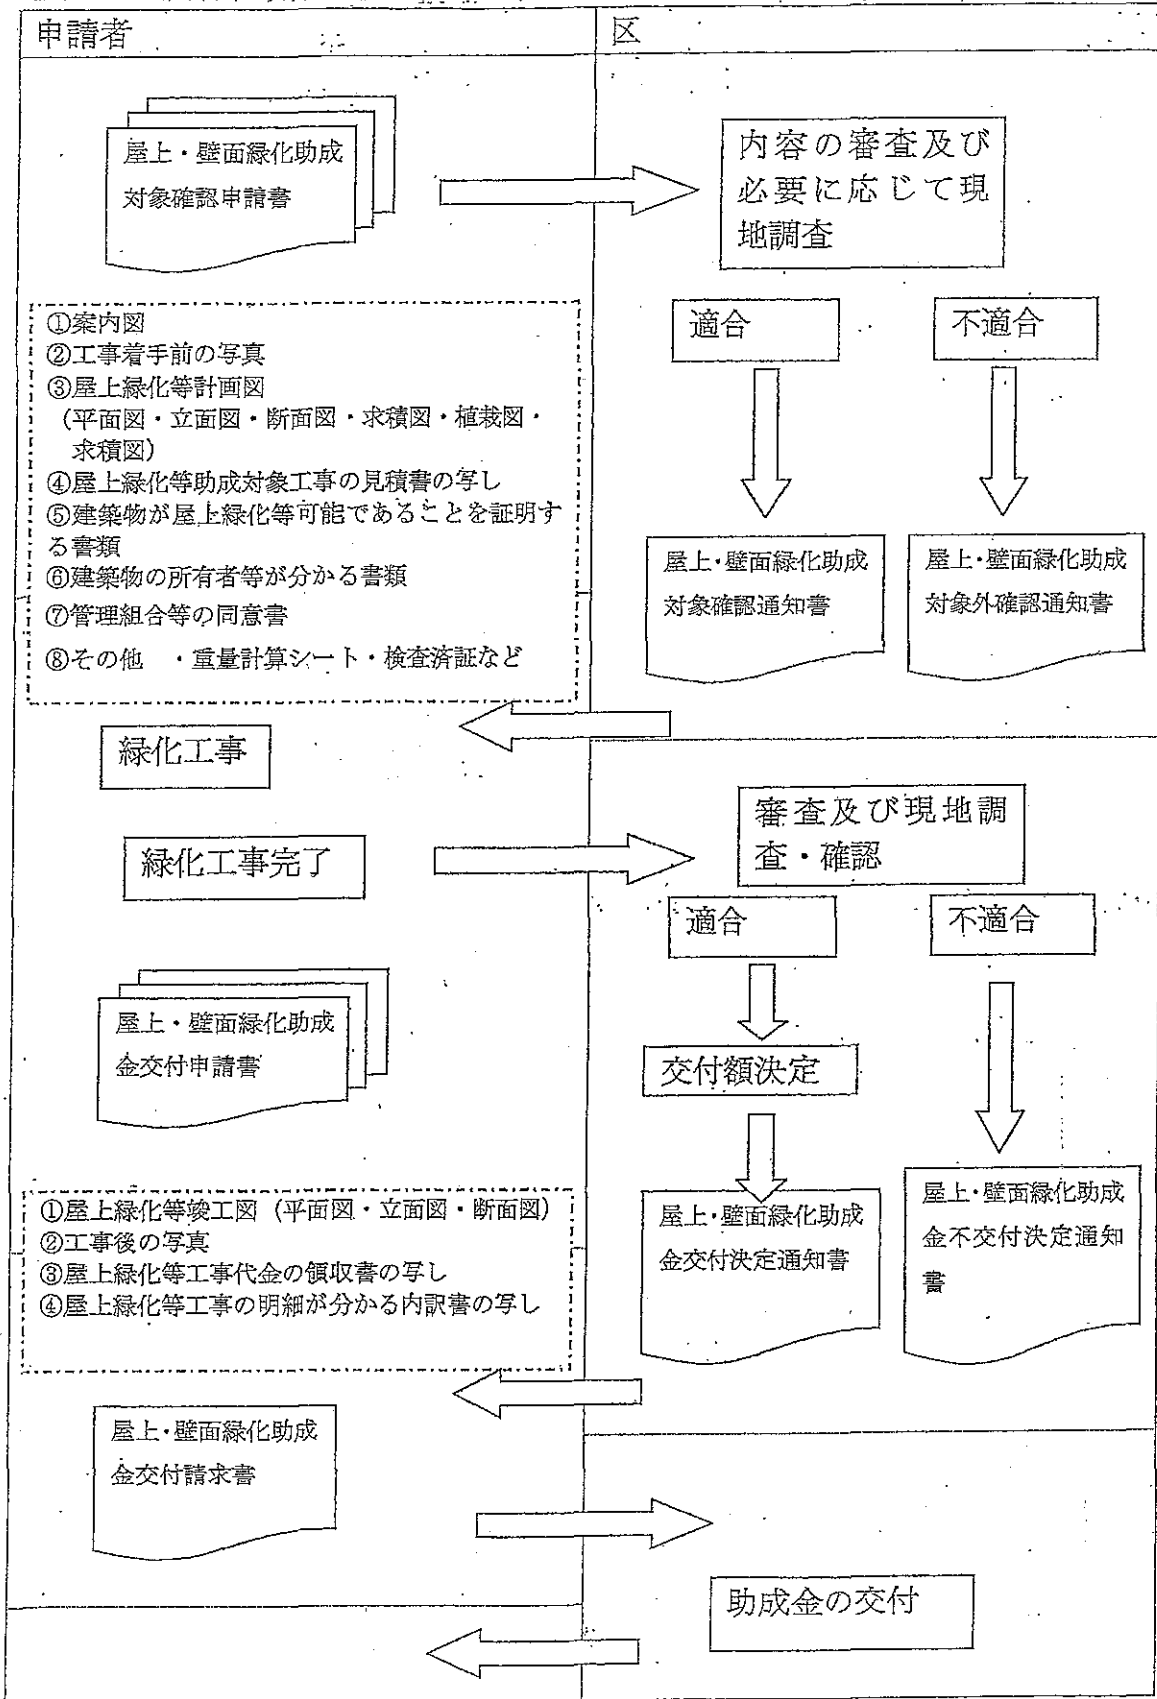 申請者
区
屋上・壁面緑化助成
対象確認申請書
内容の審査及び
必要に応じて現
地調査
適合
不適合
①案内図
②工事着手前の写真
③屋上緑化等計画図
（平面図・立面図・断面図・求積図・植栽図・
求積図）
④屋上緑化等助成対象工事の見積書の写し
⑤建築物が屋上緑化等可能であることを証明す
る書類
⑥建築物の所有者等が分かる書類
⑦管理組合等の同意書
⑧その他　・重量計算シート・検査済証など
屋上・壁面緑化助成
対象確認通知書
屋上・壁面緑化助成
対象外確認通知書
緑化工事
緑化工事完了
審査及び現地調
査・確認
適合
不適合
屋上・壁面緑化助成
金交付申請書
交付額決定
①屋上緑化等竣工図（平面図・立面図・断面図）
②工事後の写真
③屋上緑化等工事代金の領収書の写し
④屋上緑化等工事の明細が分かる内訳書の写し
屋上・壁面緑化助成
金交付決定通知書
屋上・壁面緑化助成
金不交付決定通知
書
屋上・壁面緑化助成
金交付請求書
助成金の交付